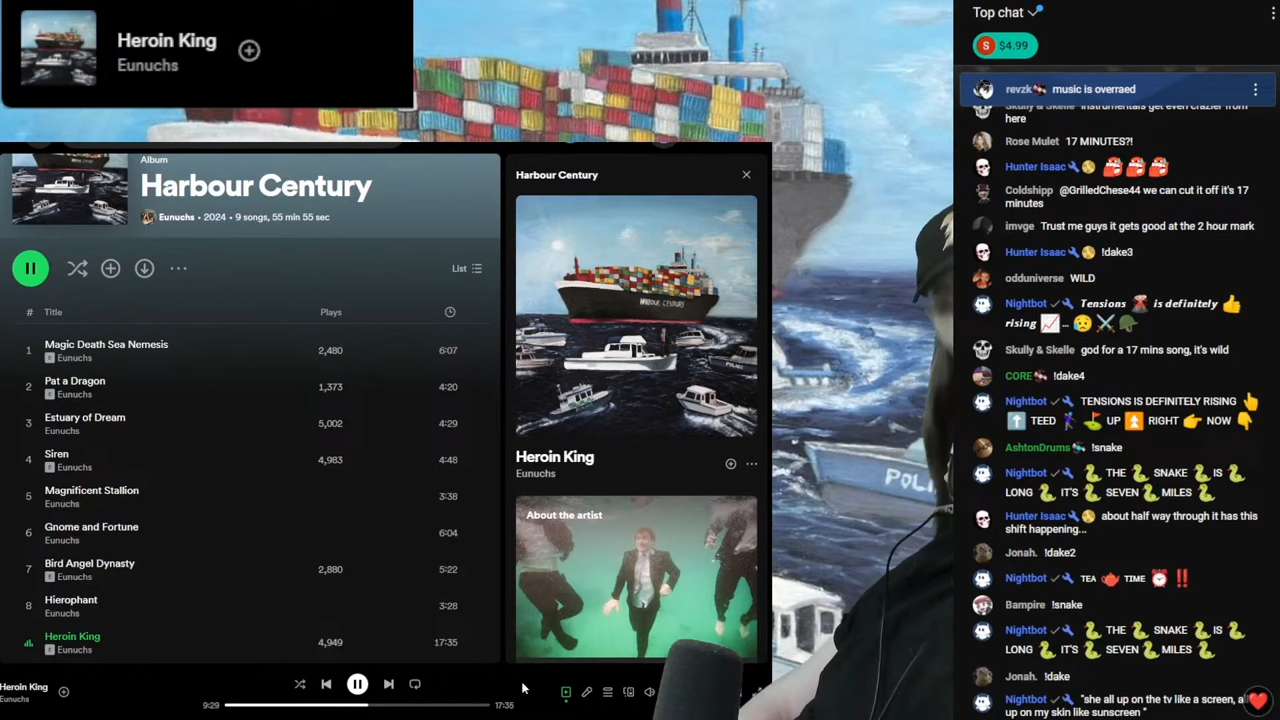 Heroin King
Eunuchs
Album
Harbour Century
Eunuchs • 2024 • 9 songs, 55 min 55 sec
List
# Title Plays
1 Magic Death Sea Nemesis 2,480 6:07
E Eunuchs
2 Pat a Dragon 1,373 4:20
E Eunuchs
3 Estuary of Dream 5,002 4:29
Eunuchs
4 Siren 4,983 4:48
E Eunuchs
5 Magnificent Stallion 3:38
Eunuchs
6 Gnome and Fortune 6:04
Eunuchs
7 Bird Angel Dynasty 2,880 5:22
E Eunuchs
8 Hierophant 3:28
Eunuchs
Heroin King 4,949 17:35
E Eunuchs
Harbour Century
HARBOUR CENTURY
POLICE
Heroin King
Eunuchs
About the artist
Heroin King
9:29
17:35
POLI
Top chat
S $4.99
revzk music is overraed
Skully & Skelle instrumentals get even crazier from
here
Rose Mulet 17 MINUTES?!
Hunter Isaac
Coldshipp @GrilledChese44 we can cut it off it's 17
minutes
imvge Trust me guys it gets good at the 2 hour mark
Hunter Isaac !dake3
odduniverse WILD
Nightbot Tensions 🌋 is definitely 👍
rising 📈 .. 😥 ⚔️ 🪖
Skully & Skelle god for a 17 mins song, it's wild
CORE !dake4
Nightbot TENSIONS IS DEFINITELY RISING 👆
⬆️ TEED 🏌️ ⛳ UP ⏫ RIGHT 👉 NOW 👇
AshtonDrums !snake
Nightbot 🐍 THE 🐍 SNAKE 🐍 IS 🐍
LONG 🐍 IT'S 🐍 SEVEN 🐍 MILES 🐍
Hunter Isaac about half way through it has this
shift happening...
Jonah. !dake2
Nightbot TEA 🫖 TIME ⏰ ‼️
Bampire !snake
Nightbot 🐍 THE 🐍 SNAKE 🐍 IS 🐍
LONG 🐍 IT'S 🐍 SEVEN 🐍 MILES 🐍
Jonah. !dake
Nightbot "she all up on the tv like a screen, a
up on my skin like sunscreen "